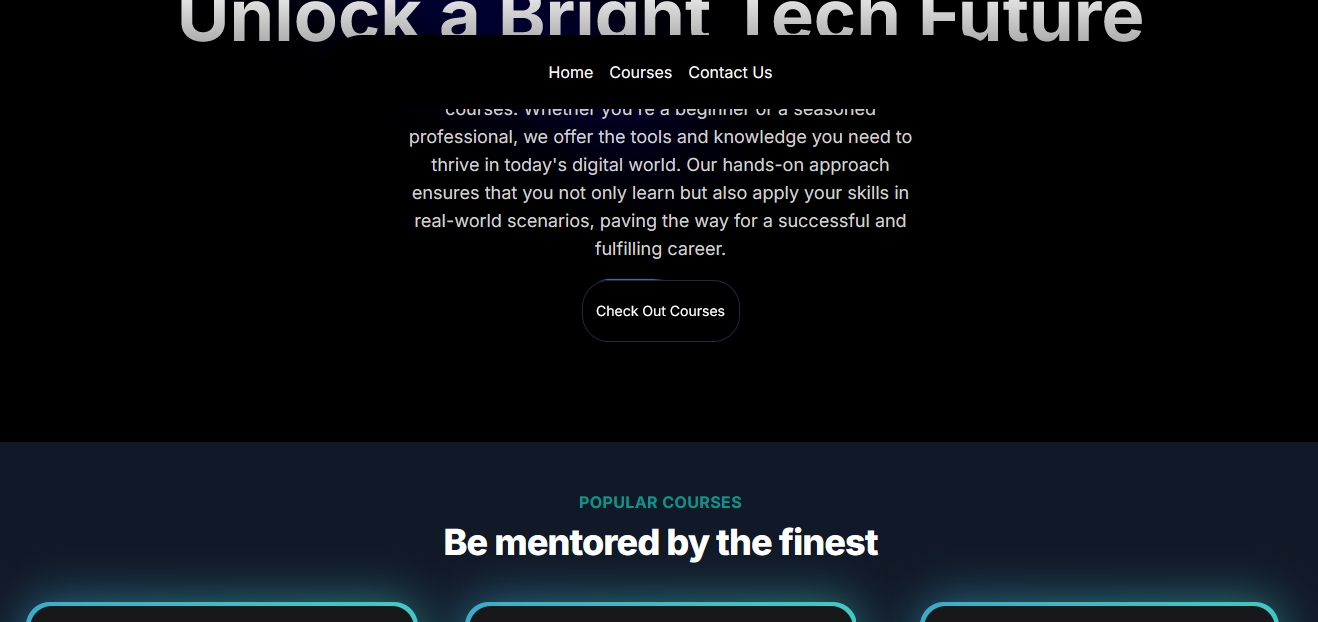 Unlock a Bright Tech Future
Home Courses Contact Us
courses. Whether you're a beginner or a seasoned
professional, we offer the tools and knowledge you need to
thrive in today's digital world. Our hands-on approach
ensures that you not only learn but also apply your skills in
real-world scenarios, paving the way for a successful and
fulfilling career.
Check Out Courses
POPULAR COURSES
Be mentored by the finest